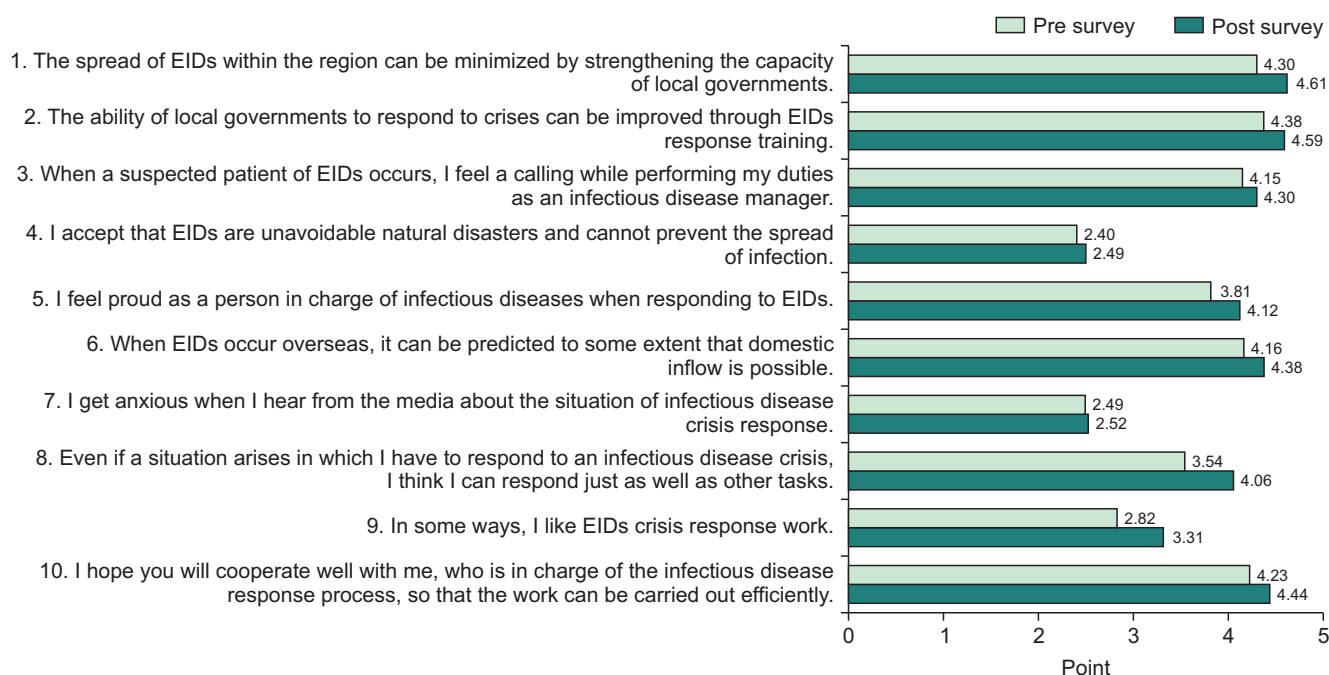 Pre survey
Post survey
1. The spread of EIDs within the region can be minimized by strengthening the capacity
of local governments.
4.30
4.61
2. The ability of local governments to respond to crises can be improved through EIDs
response training.
4.38
4.59
3. When a suspected patient of EIDs occurs, I feel a calling while performing my duties
as an infectious disease manager.
4.15
4.30
4. I accept that EIDs are unavoidable natural disasters and cannot prevent the spread
of infection.
2.40
2.49
5. I feel proud as a person in charge of infectious diseases when responding to EIDs.
3.81
4.12
6. When EIDs occur overseas, it can be predicted to some extent that domestic
inflow is possible.
4.16
4.38
7. I get anxious when I hear from the media about the situation of infectious disease
crisis response.
2.49
2.52
8. Even if a situation arises in which I have to respond to an infectious disease crisis,
I think I can respond just as well as other tasks.
3.54
4.06
9. In some ways, I like EIDs crisis response work.
2.82
3.31
10. I hope you will cooperate well with me, who is in charge of the infectious disease
response process, so that the work can be carried out efficiently.
4.23
4.44
0 1 2 3 4 5
Point